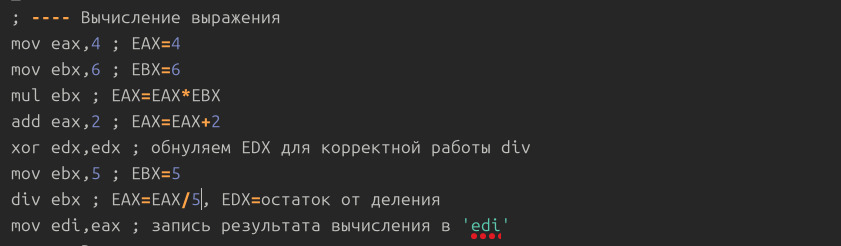 ; ---- Вычисление выражения
mov eax,4 ; EAX=4
mov ebx,6 ; EBX=6
mul ebx ; EAX=EAX*EBX
add eax,2 ; EAX=EAX+2
xor edx,edx ; обнуляем EDX для корректной работы div
mov ebx,5 ; EBX=5
div ebx ; EAX=EAX/5, EDX=остаток от деления
mov edi,eax ; запись результата вычисления в 'edi'